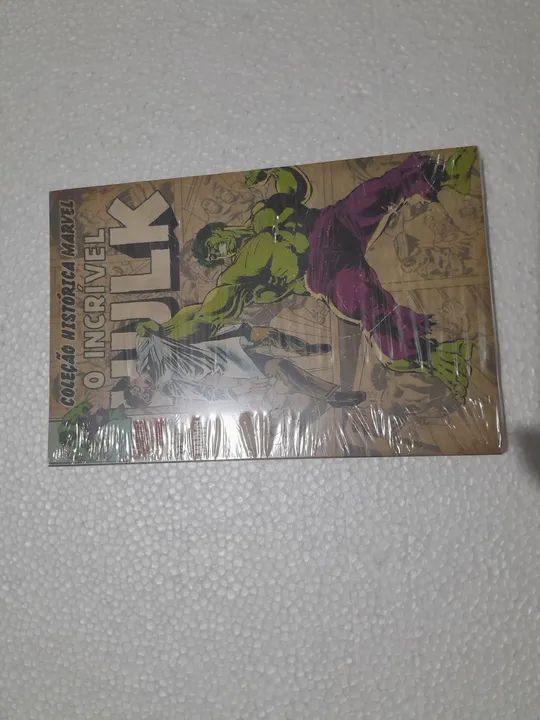 COLEÇÃO HISTÓRICA MARVEL
O INCRÍVEL
HULK